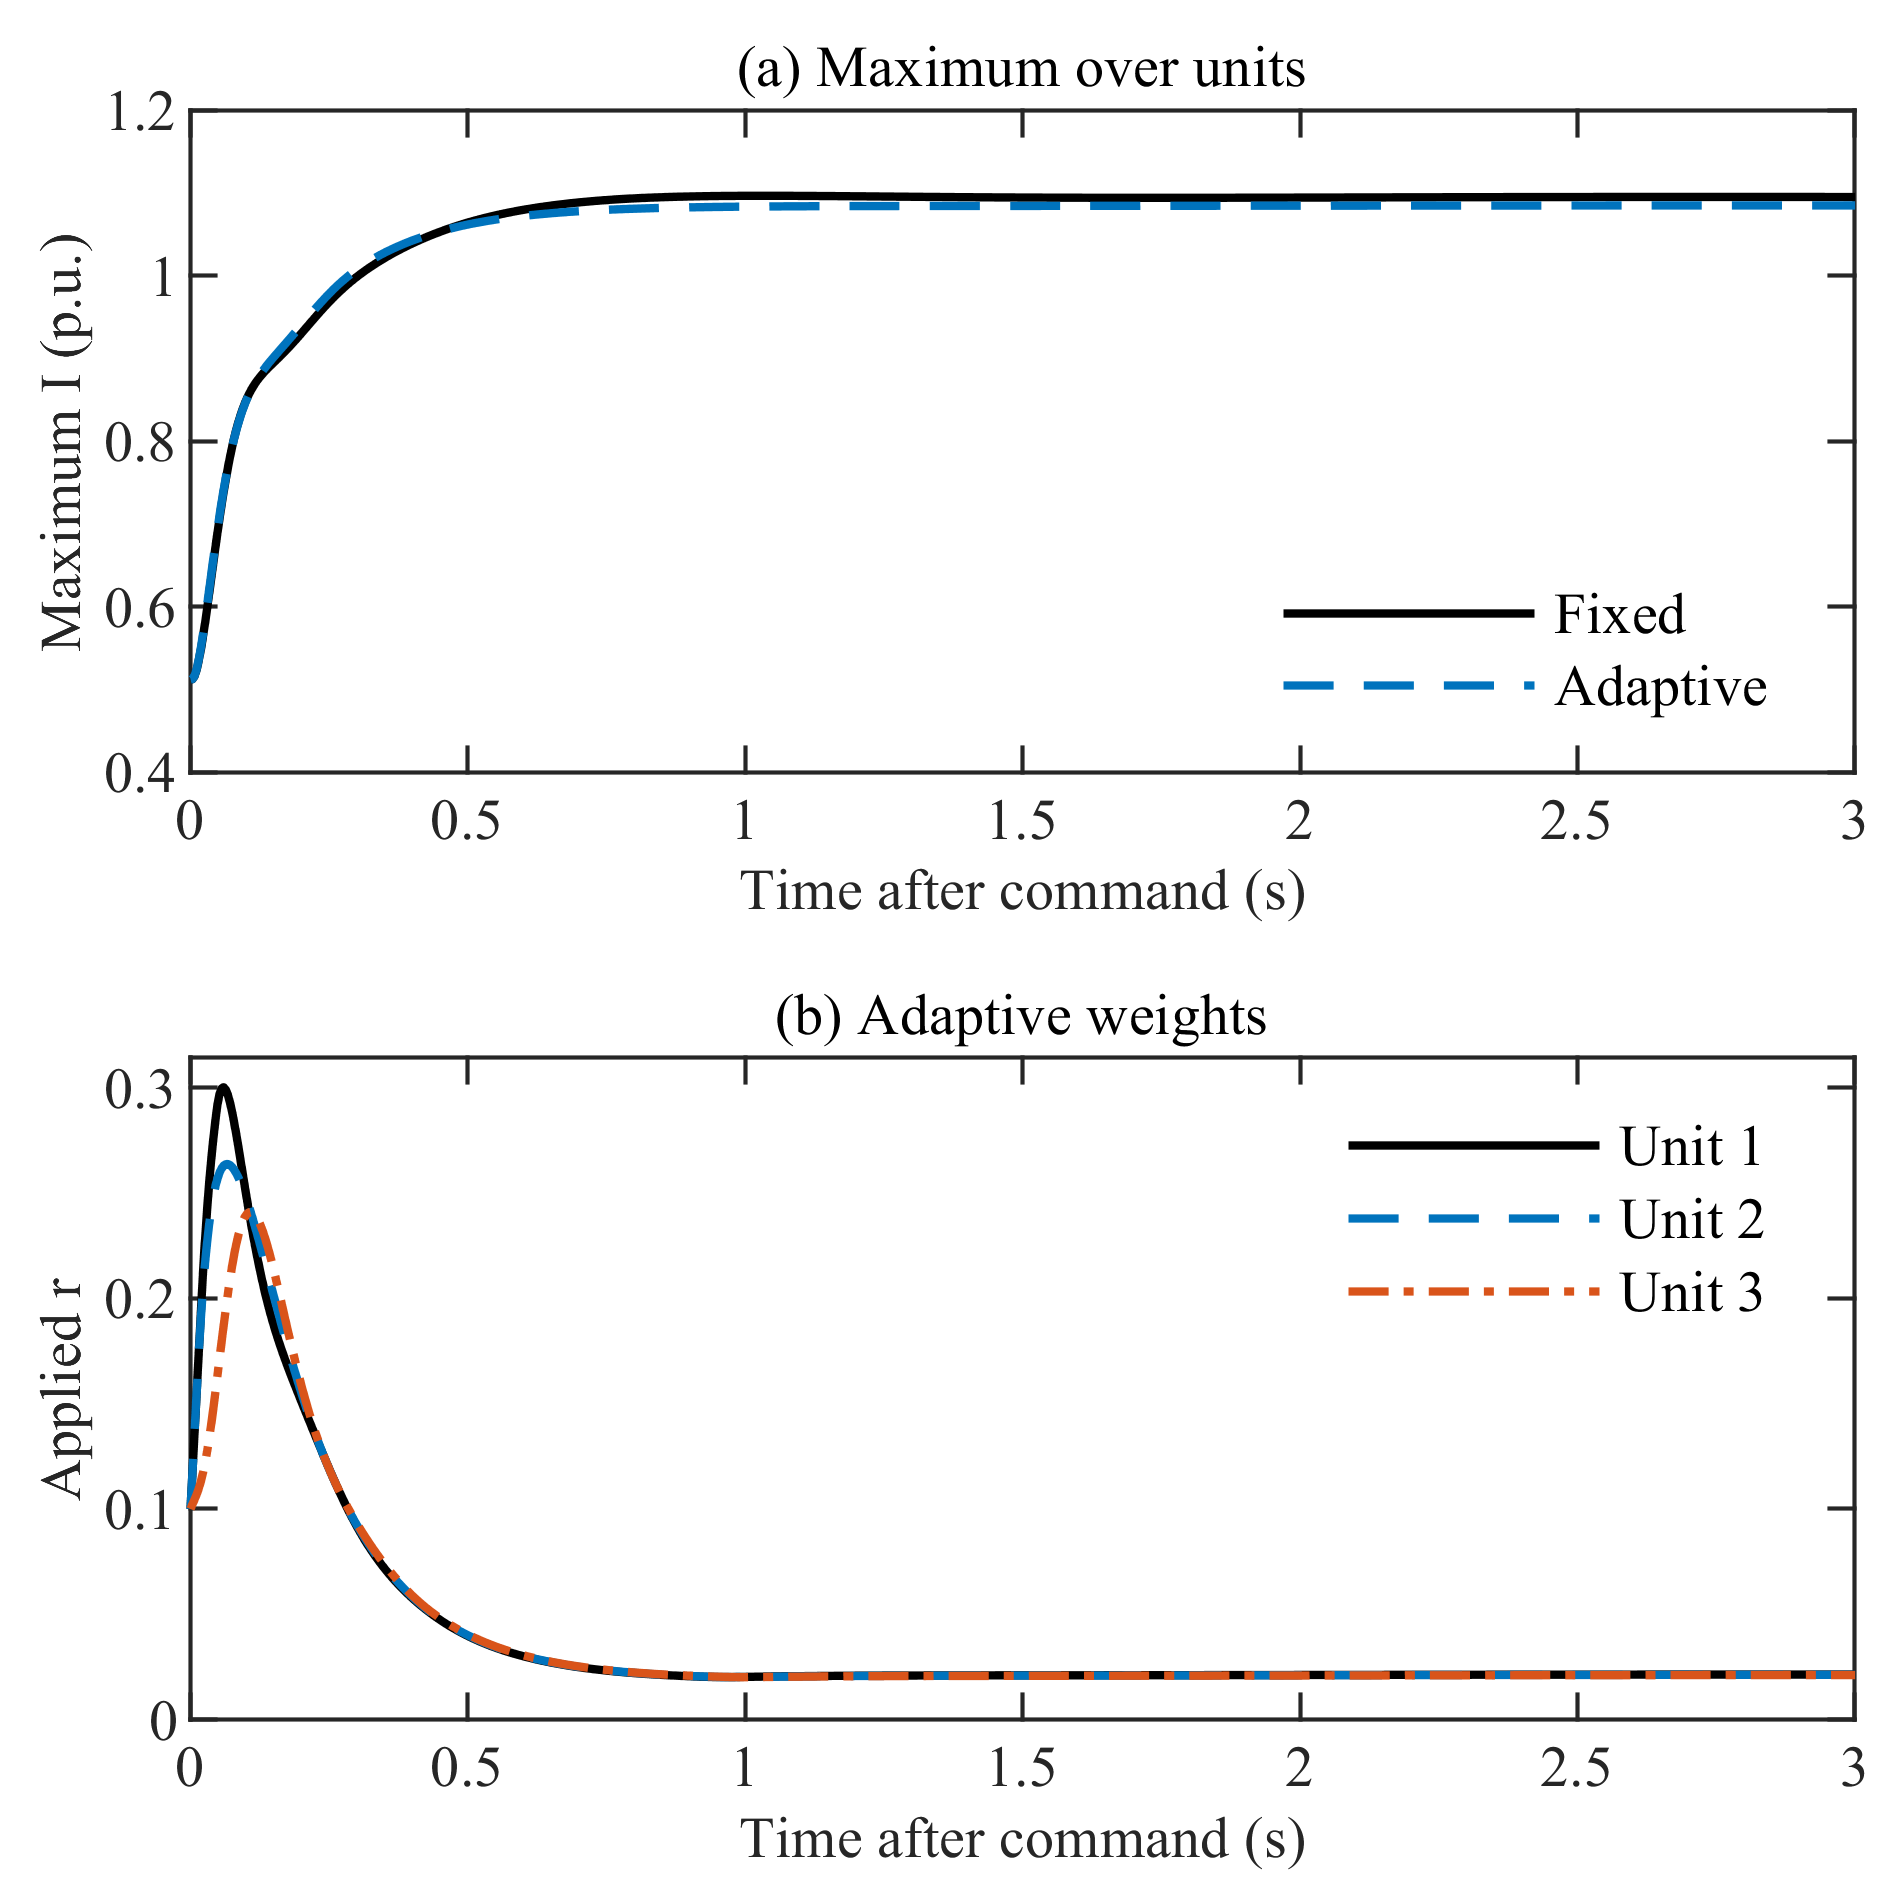 (a) Maximum over units
1.2
1
0.8
0.6
0.4
Maximum I (p.u.)
Fixed
Adaptive
0 0.5 1 1.5 2 2.5 3
Time after command (s)
(b) Adaptive weights
0.3
0.2
0.1
0
Applied r
Unit 1
Unit 2
Unit 3
0 0.5 1 1.5 2 2.5 3
Time after command (s)